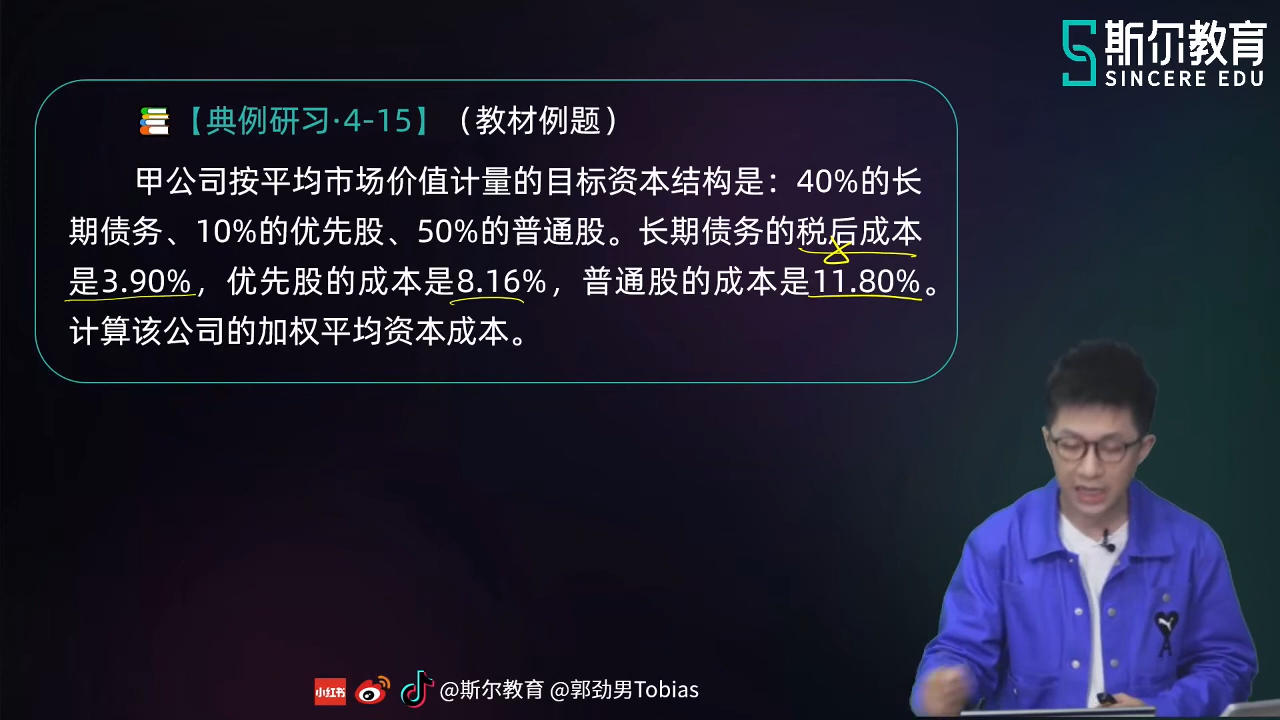 斯尔教育
SINCERE EDU
【典例研习·4-15】（教材例题）
甲公司按平均市场价值计量的目标资本结构是：40%的长
期债务、10%的优先股、50%的普通股。长期债务的税后成本
是3.90%，优先股的成本是8.16%，普通股的成本是11.80%。
计算该公司的加权平均资本成本。
小红书 @斯尔教育 @郭劲男Tobias